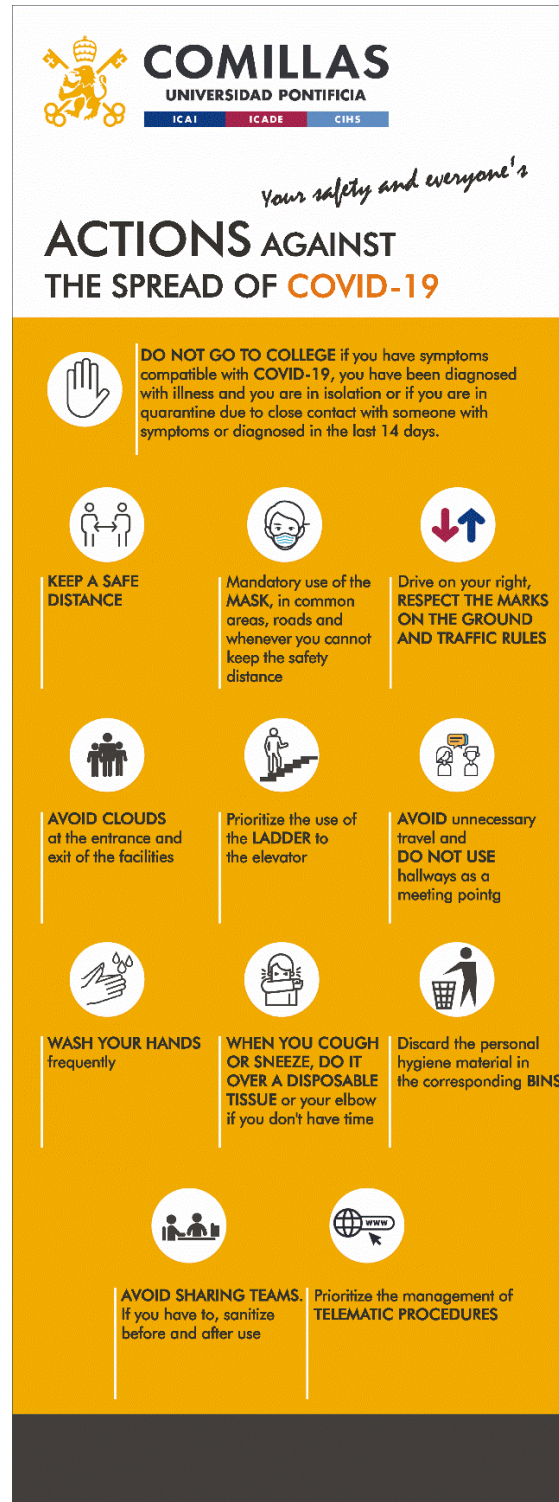 COMILLAS
UNIVERSIDAD PONTIFICIA
ICAI ICADE CIHS
Your safety and everyone's
ACTIONS AGAINST
THE SPREAD OF COVID-19
DO NOT GO TO COLLEGE if you have symptoms
compatible with COVID-19, you have been diagnosed
with illness and you are in isolation or if you are in
quarantine due to close contact with someone with
symptoms or diagnosed in the last 14 days.
KEEP A SAFE
DISTANCE
Mandatory use of the
MASK, in common
areas, roads and
whenever you cannot
keep the safety
distance
Drive on your right,
RESPECT THE MARKS
ON THE GROUND
AND TRAFFIC RULES
AVOID CLOUDS
at the entrance and
exit of the facilities
Prioritize the use of
the LADDER to
the elevator
AVOID unnecessary
travel and
DO NOT USE
hallways as a
meeting pointg
WASH YOUR HANDS
frequently
WHEN YOU COUGH
OR SNEEZE, DO IT
OVER A DISPOSABLE
TISSUE or your elbow
if you don't have time
Discard the personal
hygiene material in
the corresponding BINS
www
AVOID SHARING TEAMS.
If you have to, sanitize
before and after use
Prioritize the management of
TELEMATIC PROCEDURES